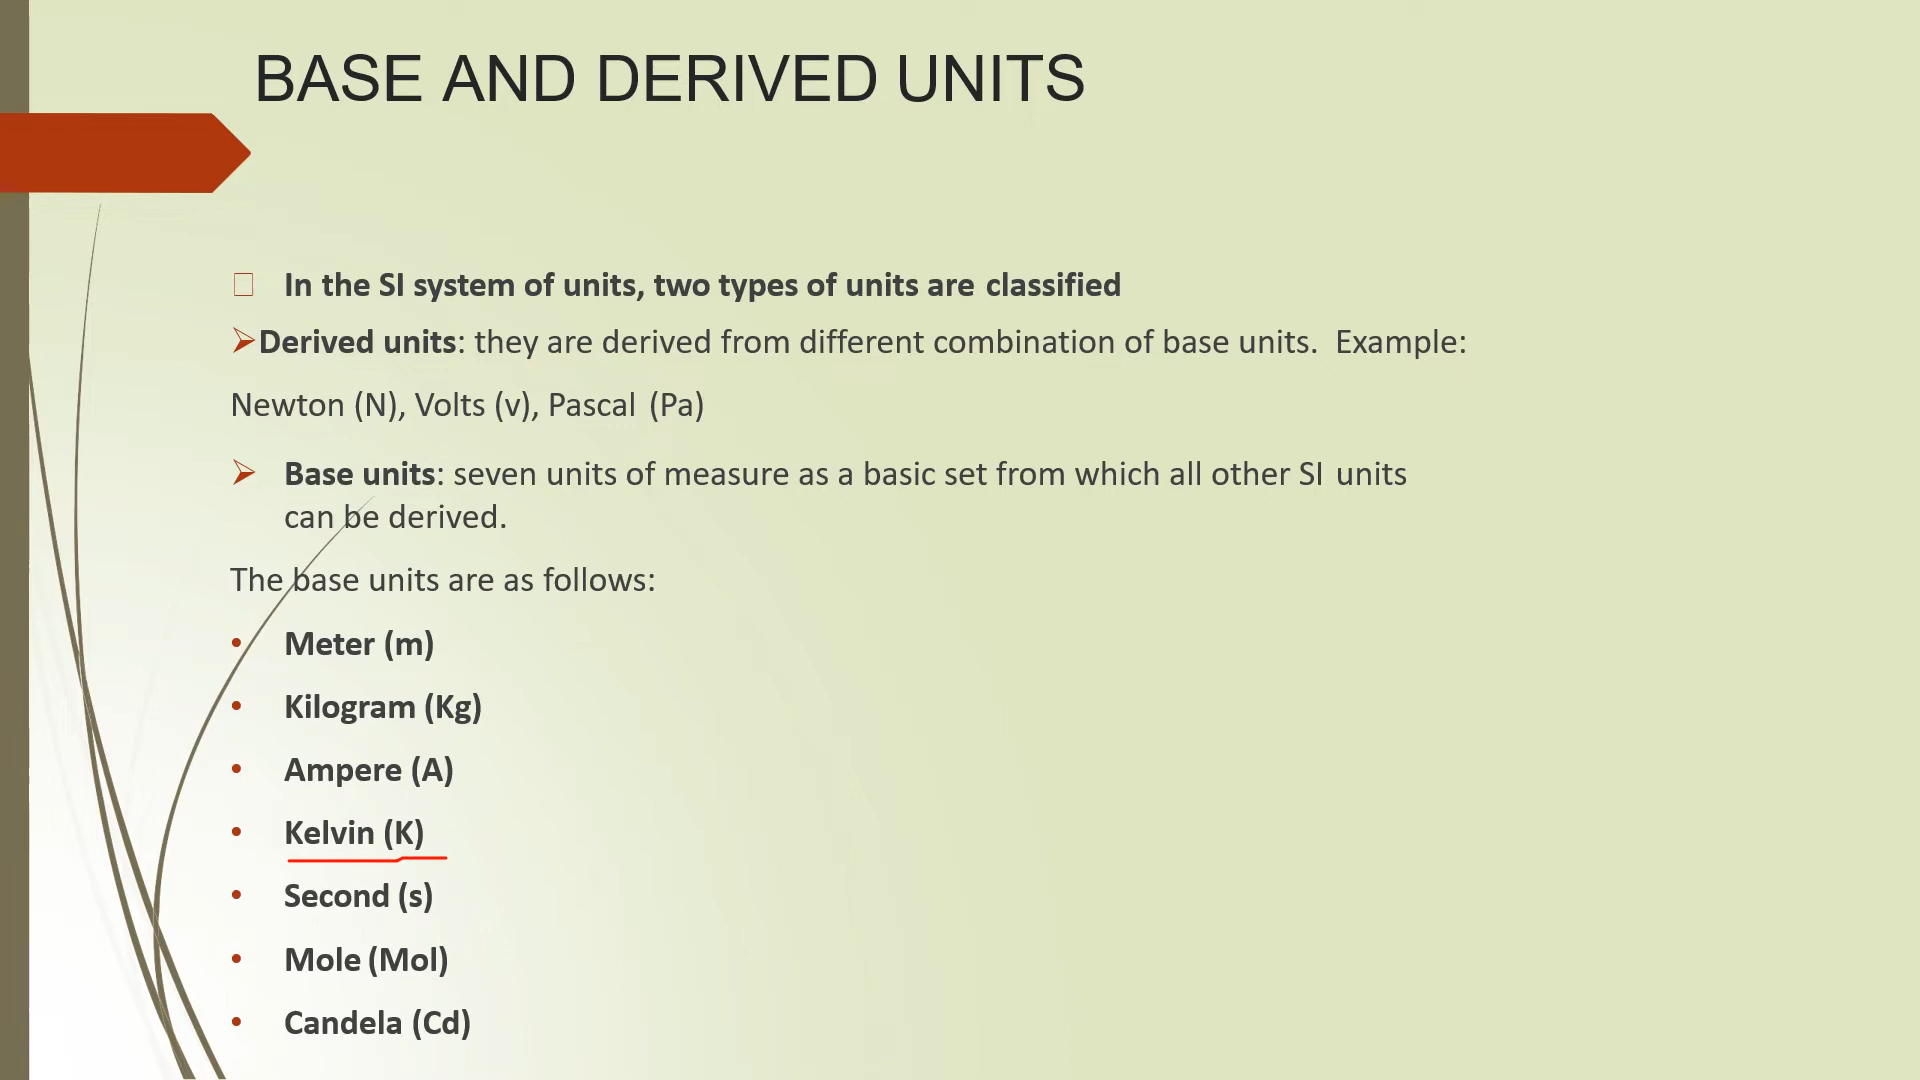 BASE AND DERIVED UNITS
In the SI system of units, two types of units are classified
Derived units: they are derived from different combination of base units. Example:
Newton (N), Volts (v), Pascal (Pa)
Base units: seven units of measure as a basic set from which all other SI units
can be derived.
The base units are as follows:
• Meter (m)
• Kilogram (Kg)
• Ampere (A)
• Kelvin (K)
• Second (s)
• Mole (Mol)
• Candela (Cd)